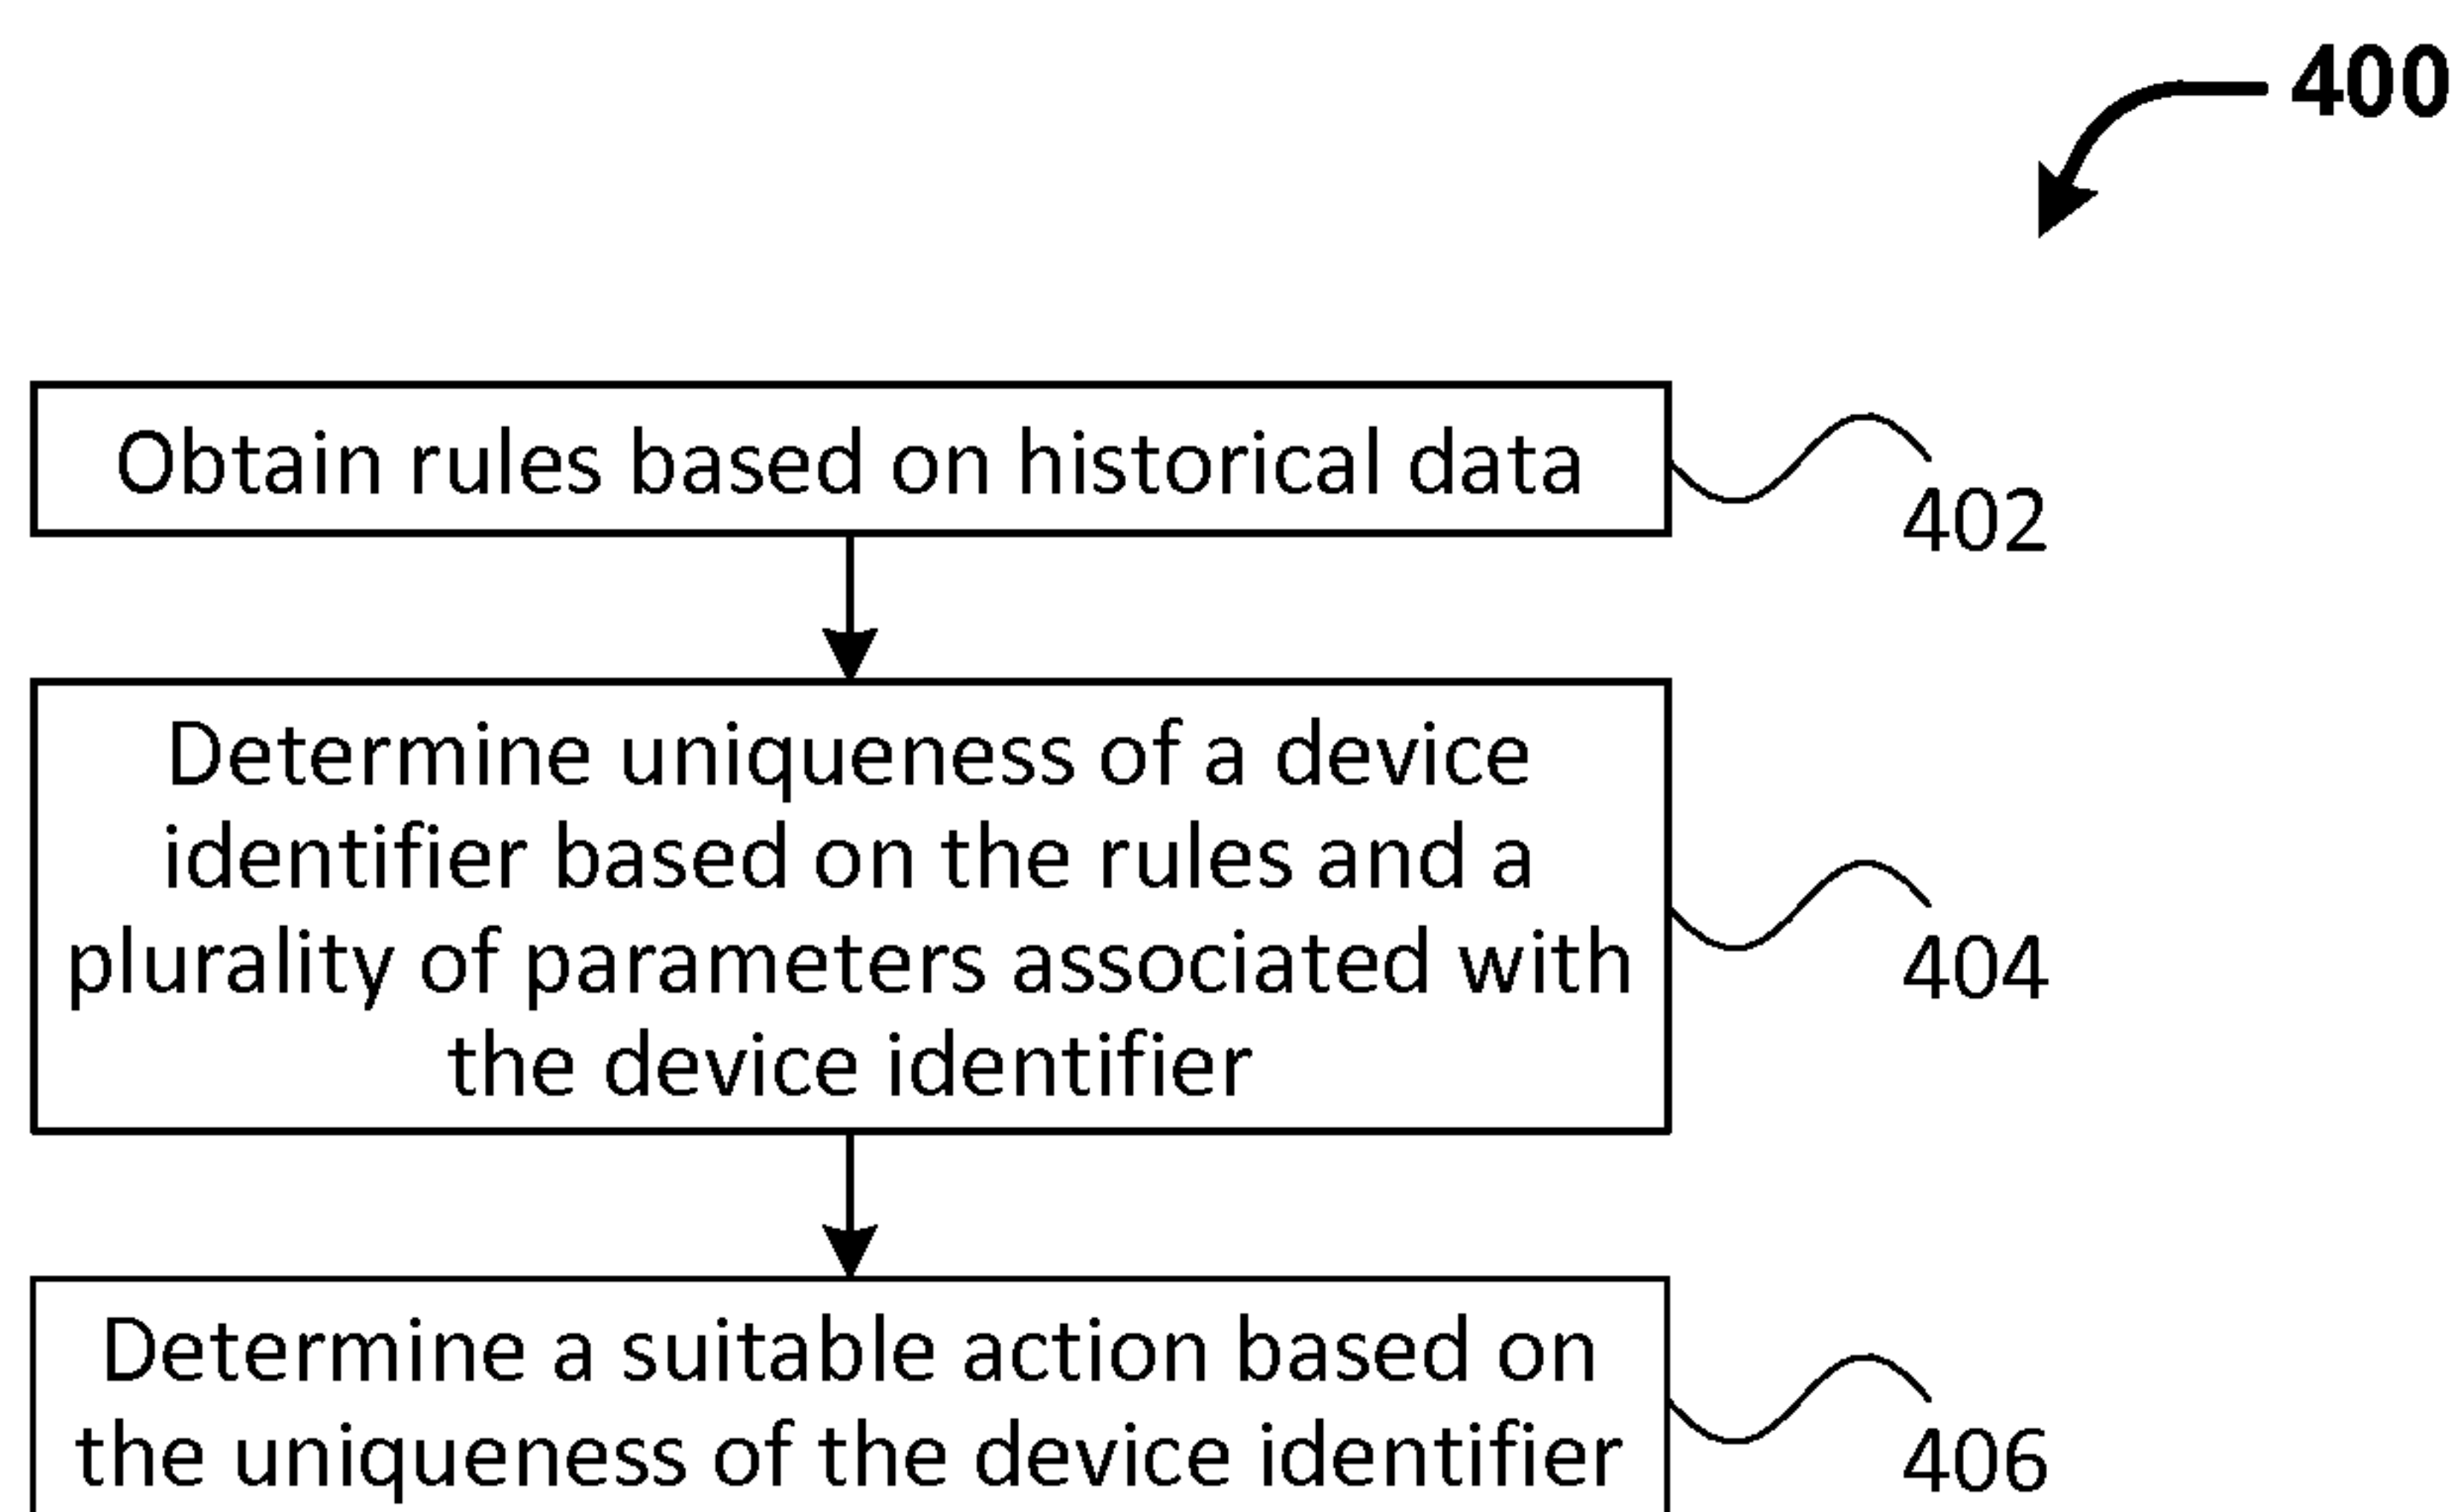 400
Obtain rules based on historical data
402
Determine uniqueness of a device
identifier based on the rules and a
plurality of parameters associated with
the device identifier
404
Determine a suitable action based on
the uniqueness of the device identifier
406